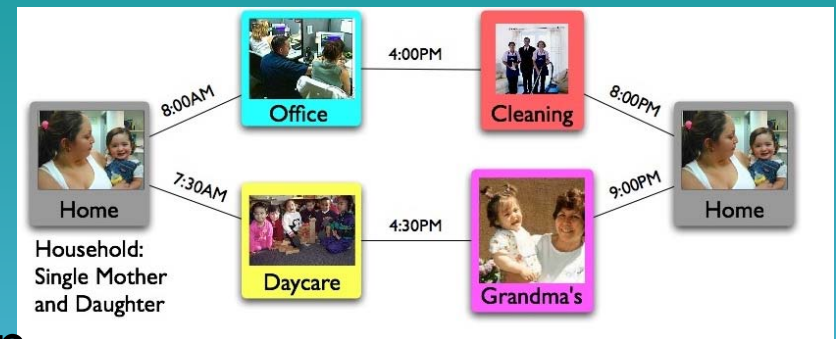 8:00AM
Office
4:00PM
Cleaning
8:00PM
Home
7:30AM
Daycare
4:30PM
Grandma's
9:00PM
Home
Household:
Single Mother
and Daughter